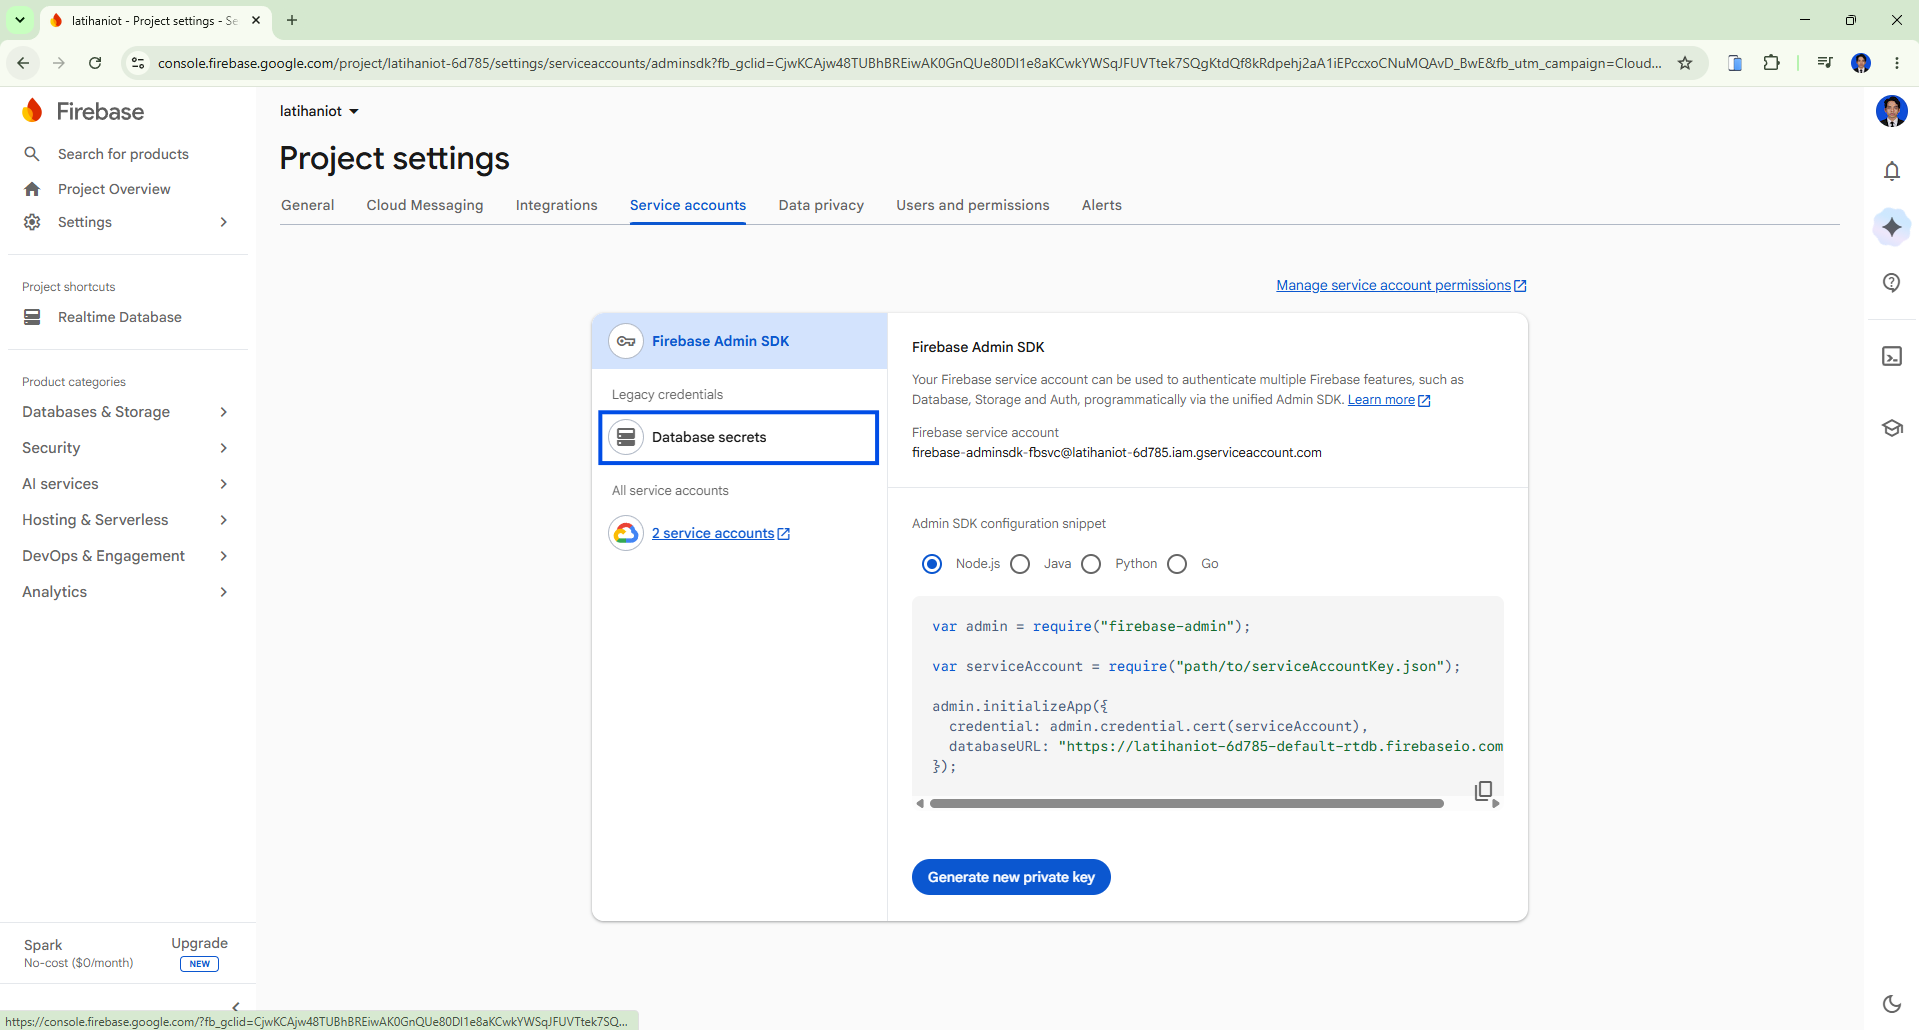 latihaniot - Project settings - Se
console.firebase.google.com/project/latihaniot-6d785/settings/serviceaccounts/adminsdk?fb_gclid=CjwKCAjw48TUBhBREiwAK0GnQUe80DI1e8aKCwkYWSqJFUVTtek7SQgKtdQf8kRdpehj2aA1iEPccxoCNuMQAvD_BwE&fb_utm_campaign=Cloud...
Firebase
Search for products
Project Overview
Settings
Project shortcuts
Realtime Database
Product categories
Databases & Storage
Security
AI services
Hosting & Serverless
DevOps & Engagement
Analytics
Spark
No-cost ($0/month)
Upgrade
NEW
latihaniot
Project settings
General Cloud Messaging Integrations Service accounts Data privacy Users and permissions Alerts
Manage service account permissions
Firebase Admin SDK
Legacy credentials
Database secrets
All service accounts
2 service accounts
Firebase Admin SDK
Your Firebase service account can be used to authenticate multiple Firebase features, such as
Database, Storage and Auth, programmatically via the unified Admin SDK. Learn more
Firebase service account
firebase-adminsdk-fbsvc@latihaniot-6d785.iam.gserviceaccount.com
Admin SDK configuration snippet
Node.js Java Python Go
var admin = require("firebase-admin");
var serviceAccount = require("path/to/serviceAccountKey.json");
admin.initializeApp({
credential: admin.credential.cert(serviceAccount),
databaseURL: "https://latihaniot-6d785-default-rtdb.firebaseio.com
});
Generate new private key
https://console.firebase.google.com/?fb_gclid=CjwKCAjw48TUBhBREiwAK0GnQUe80DI1e8aKCwkYWSqJFUVTtek7SQ...